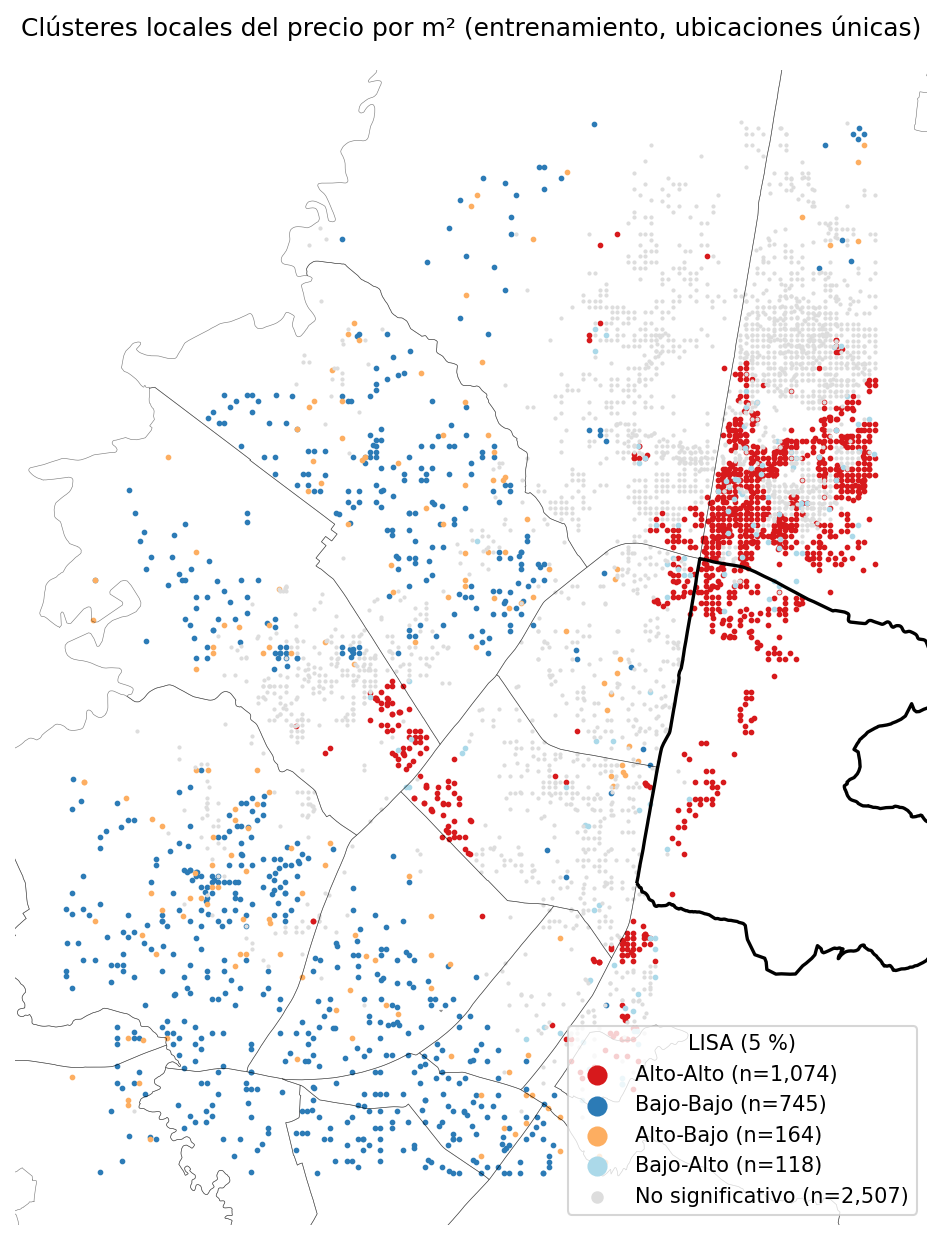 Clústeres locales del precio por m² (entrenamiento, ubicaciones únicas)
LISA (5 %)
Alto-Alto (n=1,074)
Bajo-Bajo (n=745)
Alto-Bajo (n=164)
Bajo-Alto (n=118)
No significativo (n=2,507)